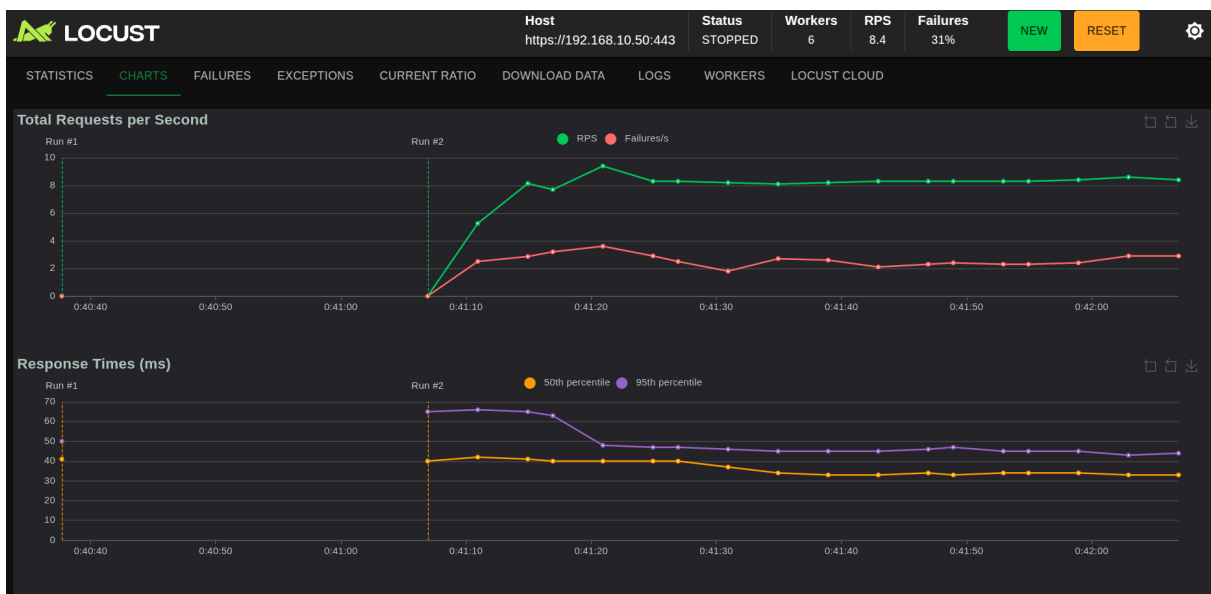 LOCUST
Host Status Workers RPS Failures
https://192.168.10.50:443 STOPPED 6 8.4 31%
NEW RESET
STATISTICS CHARTS FAILURES EXCEPTIONS CURRENT RATIO DOWNLOAD DATA LOGS WORKERS LOCUST CLOUD
Total Requests per Second
Run #1 Run #2 RPS Failures/s
10
8
6
4
2
0
0:40:40 0:40:50 0:41:00 0:41:10 0:41:20 0:41:30 0:41:40 0:41:50 0:42:00
Response Times (ms)
Run #1 Run #2 50th percentile 95th percentile
70
60
50
40
30
20
10
0
0:40:40 0:40:50 0:41:00 0:41:10 0:41:20 0:41:30 0:41:40 0:41:50 0:42:00